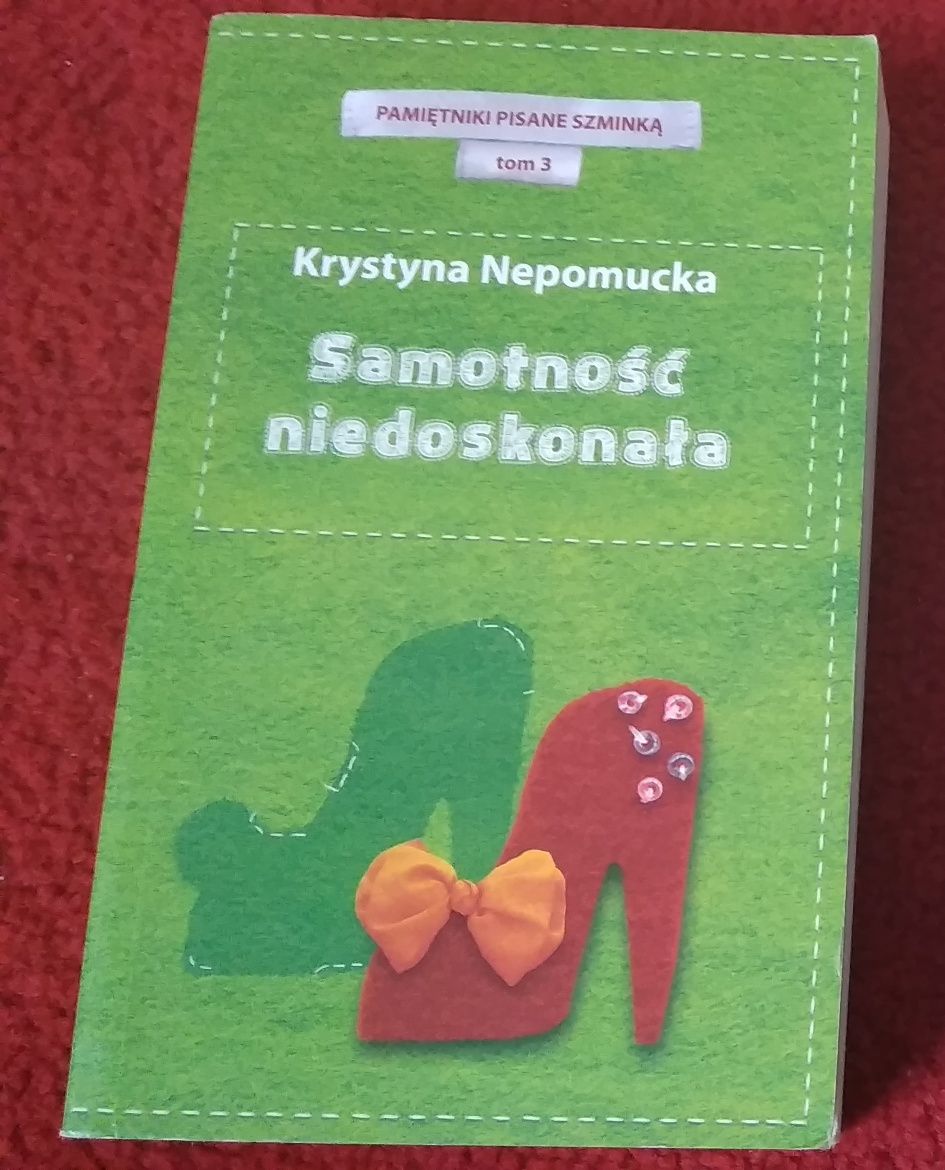 PAMIĘTNIKI PISANE SZMINKĄ
tom 3
Krystyna Nepomucka
Samotność
niedoskonała